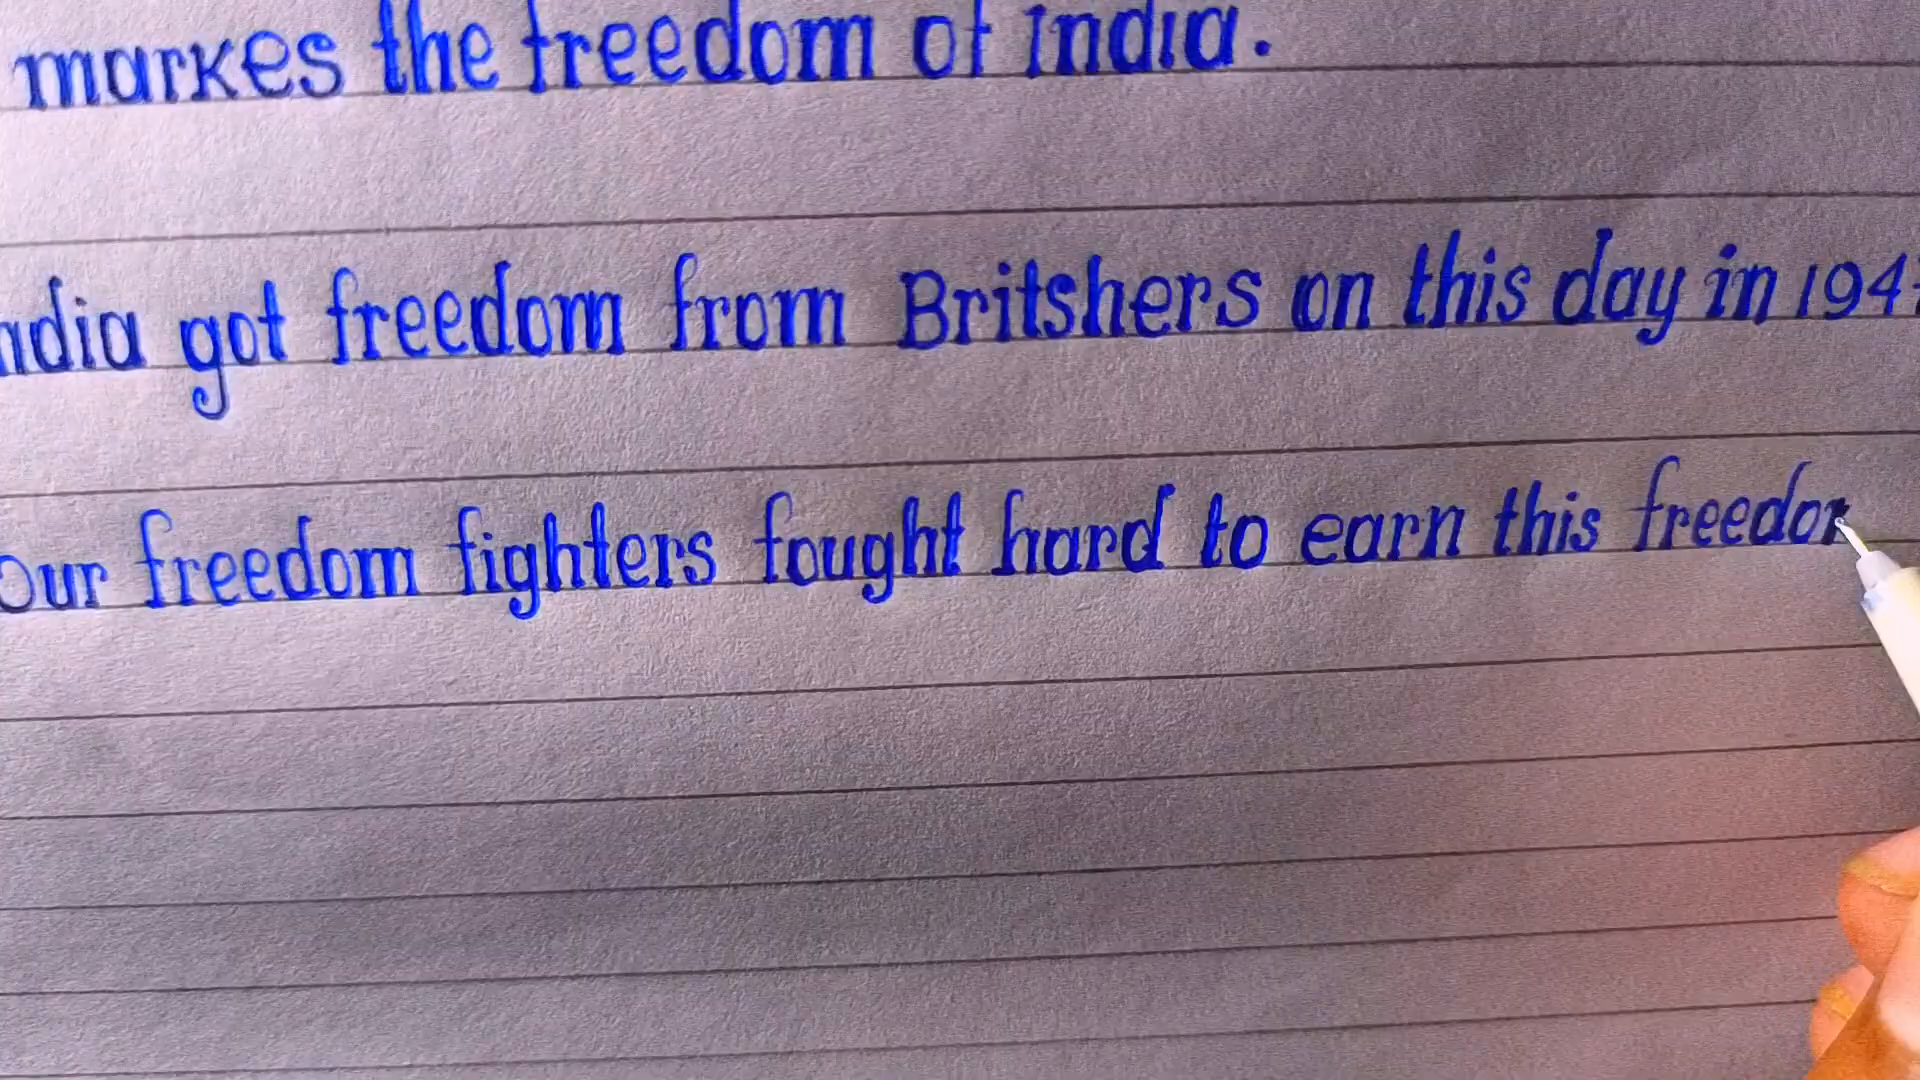 markes the freedom of India.
ndia got freedom from Britshers on this day in 194
Our freedom fighters fought hard to earn this freedom